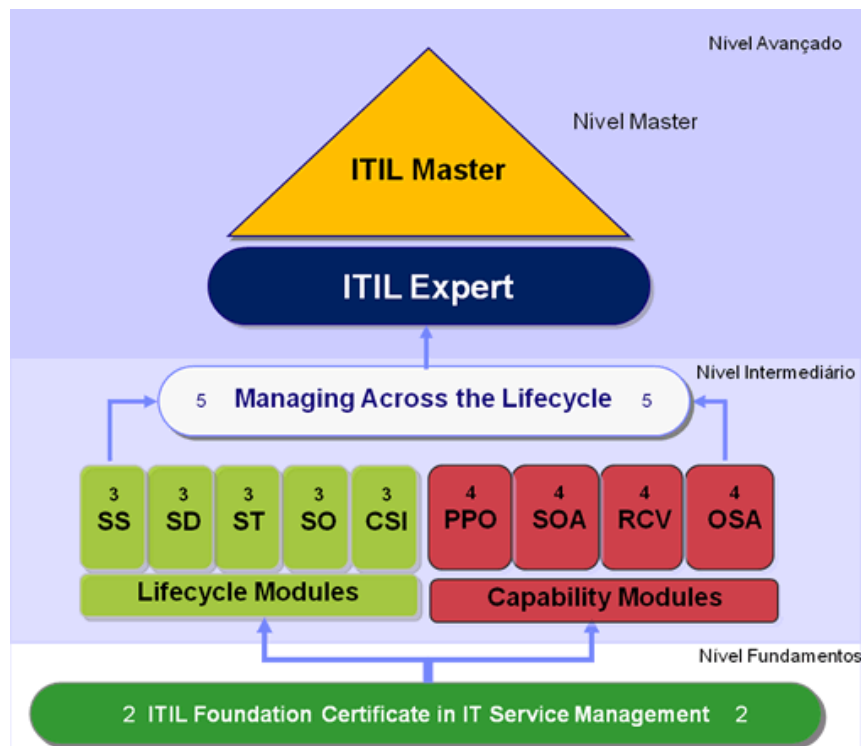 Nível Avançado
Nivel Master
ITIL Master
ITIL Expert
Nível Intermediário
5 Managing Across the Lifecycle 5
3 3 3 3 3 4 4 4 4
SS SD ST SO CSI PPO SOA RCV OSA
Lifecycle Modules Capability Modules
Nível Fundamentos
2 ITIL Foundation Certificate in IT Service Management 2